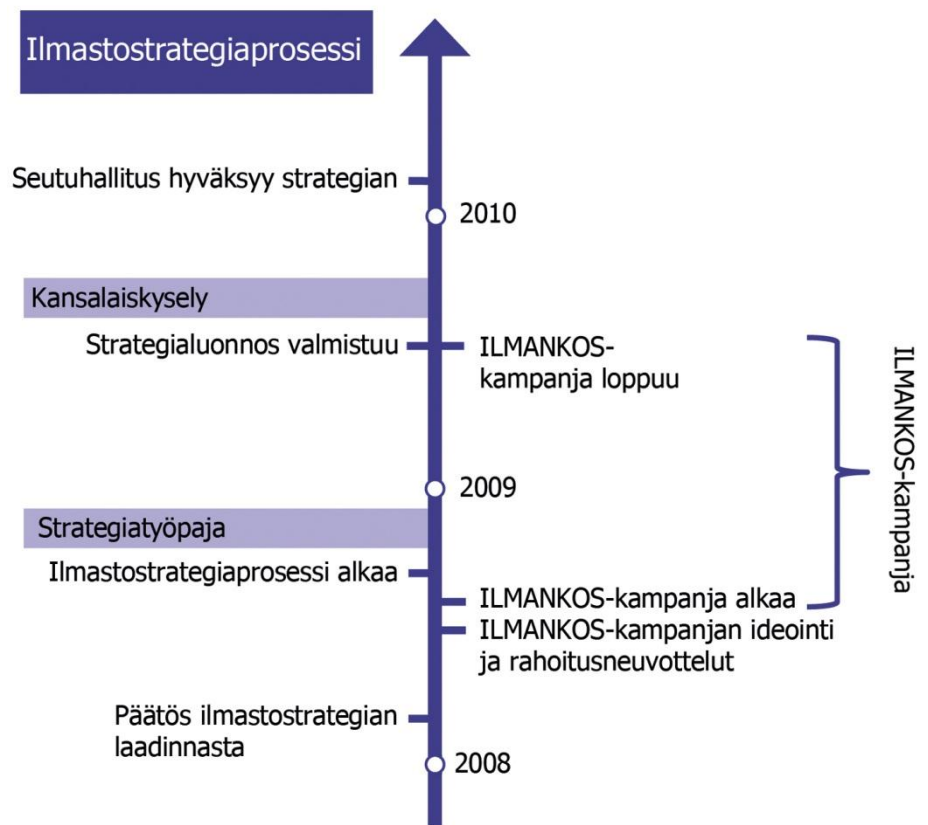 Ilmastostrategiaprosessi
Seutuhallitus hyväksyy strategian
2010
Kansalaiskysely
Strategialuonnos valmistuu
ILMANKOS-
kampanja loppuu
ILMANKOS-kampanja
2009
Strategiatyöpaja
Ilmastostrategiaprosessi alkaa
ILMANKOS-kampanja alkaa
ILMANKOS-kampanjan ideointi
ja rahoitusneuvottelut
Päätös ilmastostrategian
laadinnasta
2008